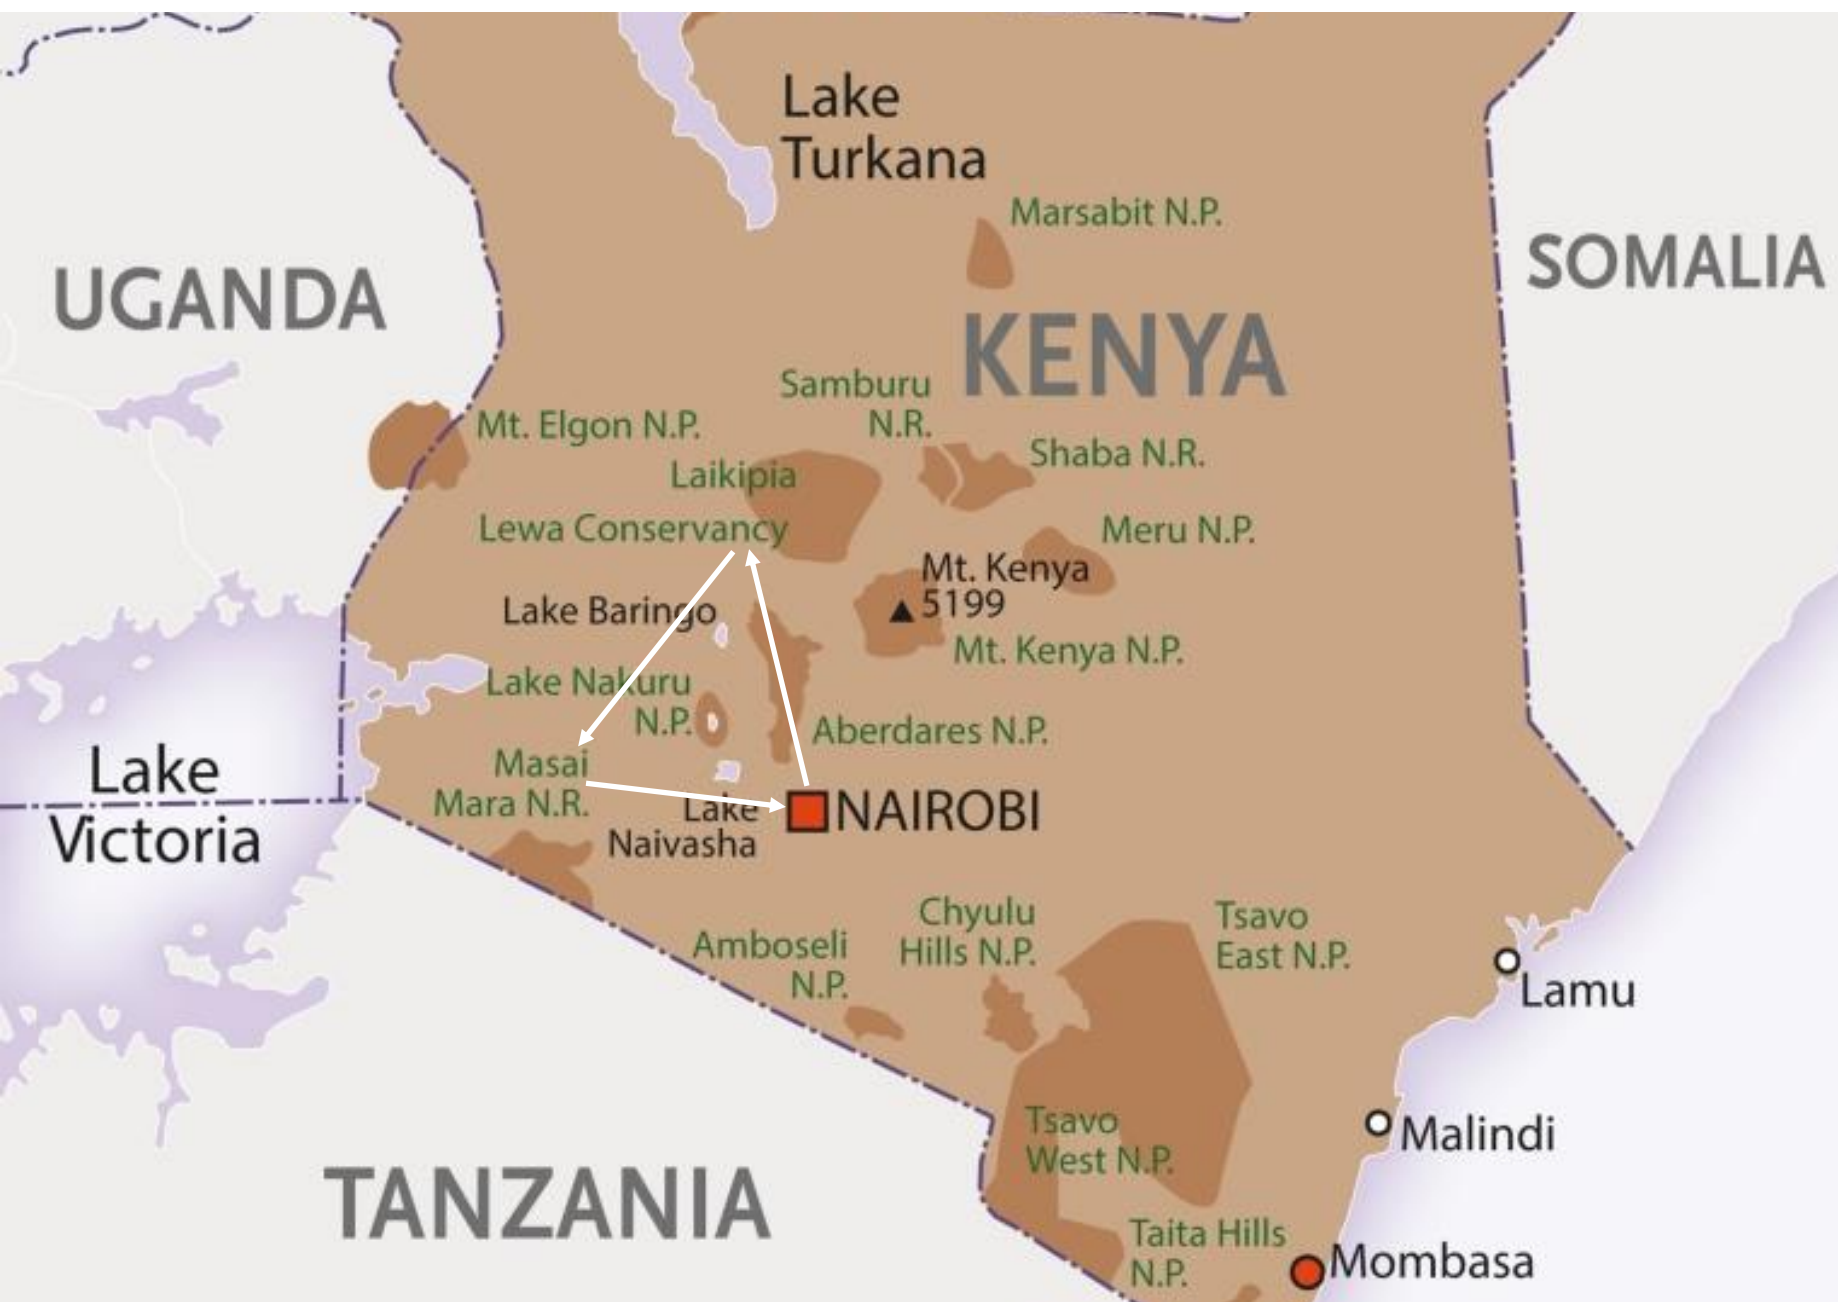 Lake
Turkana
Marsabit N.P.
UGANDA
SOMALIA
KENYA
Samburu
N.R.
Mt. Elgon N.P.
Shaba N.R.
Laikipia
Lewa Conservancy
Meru N.P.
Mt. Kenya
5199
Lake Baringo
Mt. Kenya N.P.
Lake Nakuru
N.P.
Aberdares N.P.
Masai
Mara N.R.
Lake
Victoria
Lake
Naivasha
NAIROBI
Chyulu
Hills N.P.
Tsavo
East N.P.
Amboseli
N.P.
Lamu
Tsavo
West N.P.
Malindi
TANZANIA
Taita Hills
N.P.
Mombasa